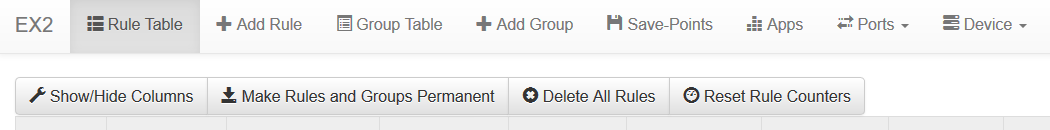 EX2 Rule Table Add Rule Group Table Add Group Save-Points Apps Ports Device
Show/Hide Columns Make Rules and Groups Permanent Delete All Rules Reset Rule Counters